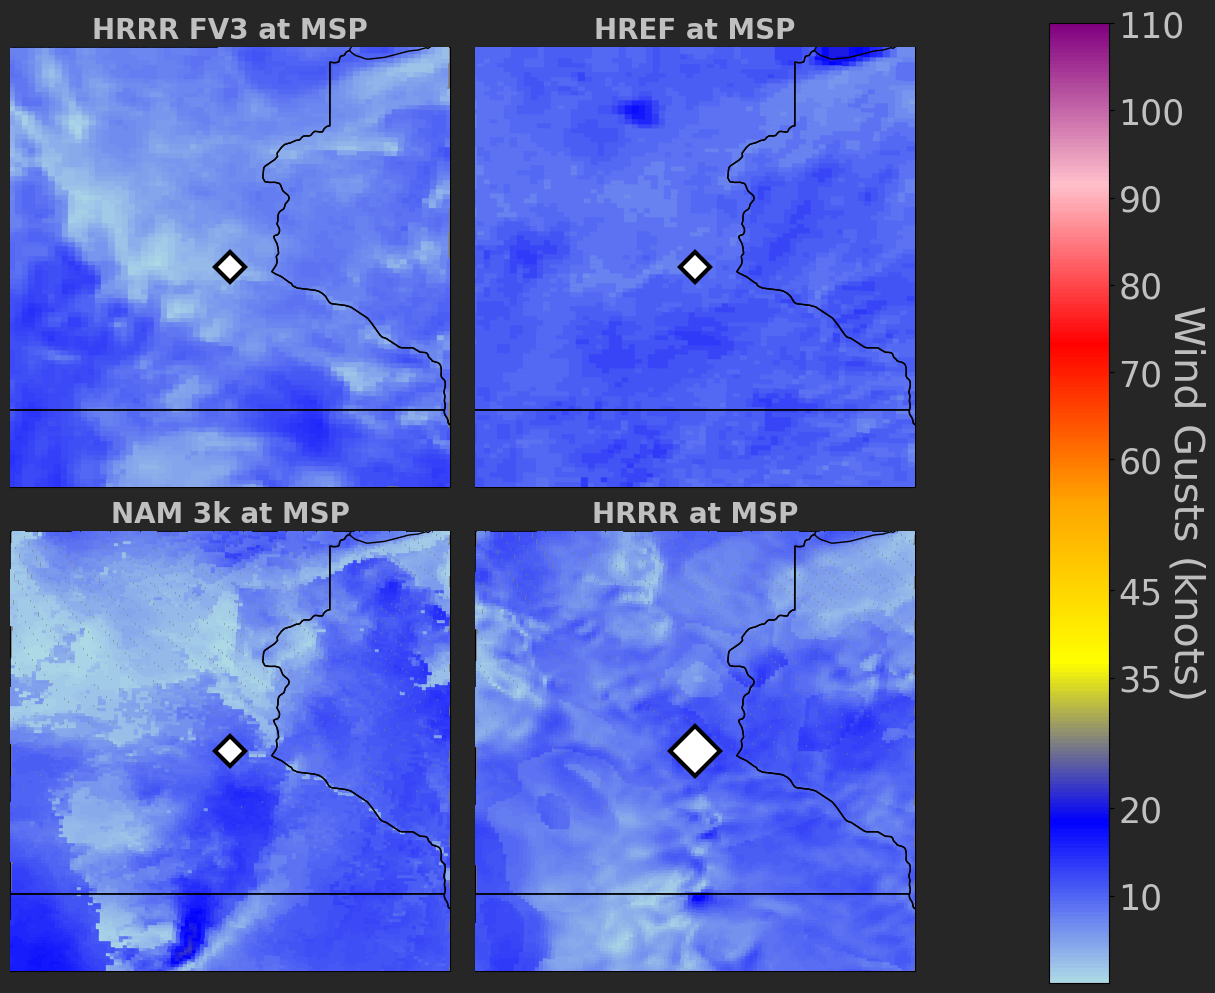 HRRR FV3 at MSP
HREF at MSP
NAM 3k at MSP
HRRR at MSP
110
100
90
80
70
60
45
35
20
10
Wind Gusts (knots)